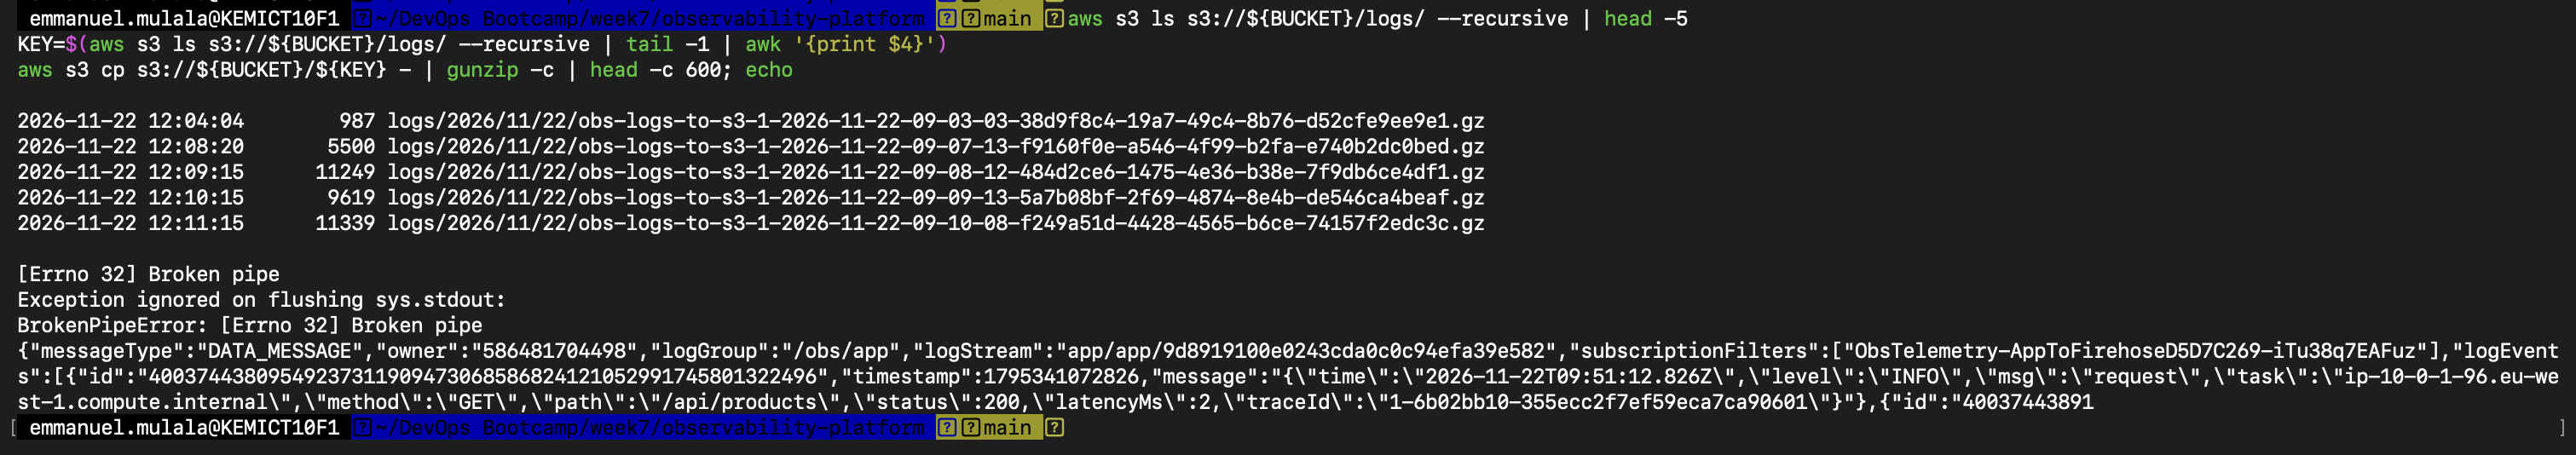 emmanuel.mulala@KEMICT10F1 ~/DevOps Bootcamp/week7/observability-platform main aws s3 ls s3://${BUCKET}/logs/ --recursive | head -5
KEY=$(aws s3 ls s3://${BUCKET}/logs/ --recursive | tail -1 | awk '{print $4}')
aws s3 cp s3://${BUCKET}/${KEY} - | gunzip -c | head -c 600; echo
2026-11-22 12:04:04        987 logs/2026/11/22/obs-logs-to-s3-1-2026-11-22-09-03-03-38d9f8c4-19a7-49c4-8b76-d52cfe9ee9e1.gz
2026-11-22 12:08:20       5500 logs/2026/11/22/obs-logs-to-s3-1-2026-11-22-09-07-13-f9160f0e-a546-4f99-b2fa-e740b2dc0bed.gz
2026-11-22 12:09:15      11249 logs/2026/11/22/obs-logs-to-s3-1-2026-11-22-09-08-12-484d2ce6-1475-4e36-b38e-7f9db6ce4df1.gz
2026-11-22 12:10:15       9619 logs/2026/11/22/obs-logs-to-s3-1-2026-11-22-09-09-13-5a7b08bf-2f69-4874-8e4b-de546ca4beaf.gz
2026-11-22 12:11:15      11339 logs/2026/11/22/obs-logs-to-s3-1-2026-11-22-09-10-08-f249a51d-4428-4565-b6ce-74157f2edc3c.gz
[Errno 32] Broken pipe
Exception ignored on flushing sys.stdout:
BrokenPipeError: [Errno 32] Broken pipe
{"messageType":"DATA_MESSAGE","owner":"586481704498","logGroup":"/obs/app","logStream":"app/app/9d8919100e0243cda0c0c94efa39e582","subscriptionFilters":["ObsTelemetry-AppToFirehoseD5D7C269-iTu38q7EAFuz"],"logEvent
s":[{"id":"40037443809549237311909473068586824121052991745801322496","timestamp":1795341072826,"message":"{\"time\":\"2026-11-22T09:51:12.826Z\",\"level\":\"INFO\",\"msg\":\"request\",\"task\":\"ip-10-0-1-96.eu-we
st-1.compute.internal\",\"method\":\"GET\",\"path\":\"/api/products\",\"status\":200,\"latencyMs\":2,\"traceId\":\"1-6b02bb10-355ecc2f7ef59eca7ca90601\"}"},{"id":"40037443891
emmanuel.mulala@KEMICT10F1 ~/DevOps Bootcamp/week7/observability-platform main